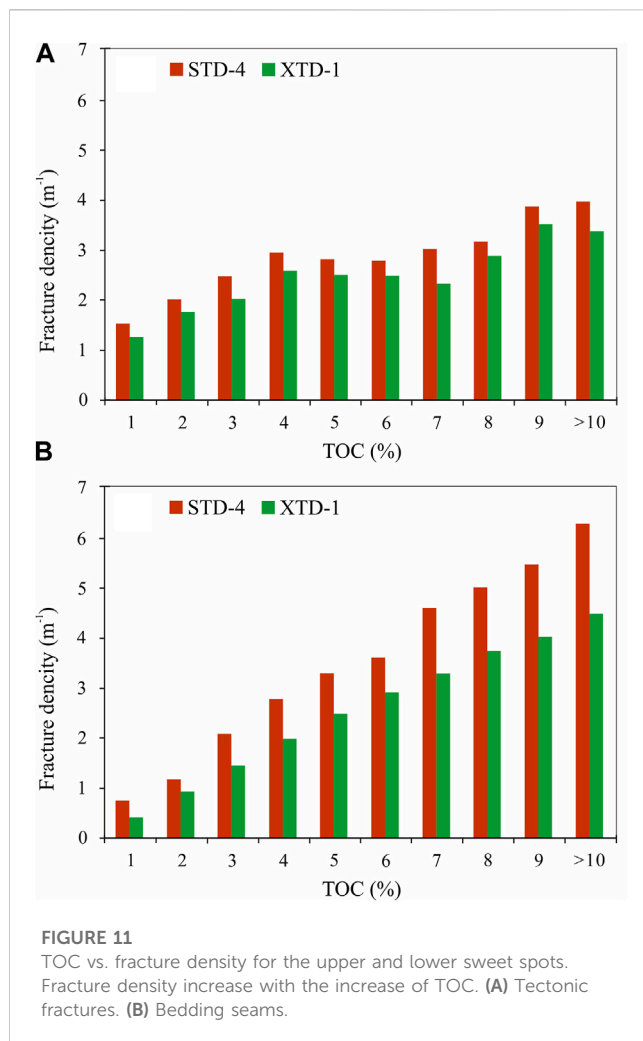 A
STD-4 XTD-1
7
6
5
4
3
2
1
0
Fracture dencity (m-1)
1 2 3 4 5 6 7 8 9 >10
TOC (%)
B
STD-4 XTD-1
7
6
5
4
3
2
1
0
Fracture dencity (m-1)
1 2 3 4 5 6 7 8 9 >10
TOC (%)
FIGURE 11
TOC vs. fracture density for the upper and lower sweet spots.
Fracture density increase with the increase of TOC. (A) Tectonic
fractures. (B) Bedding seams.